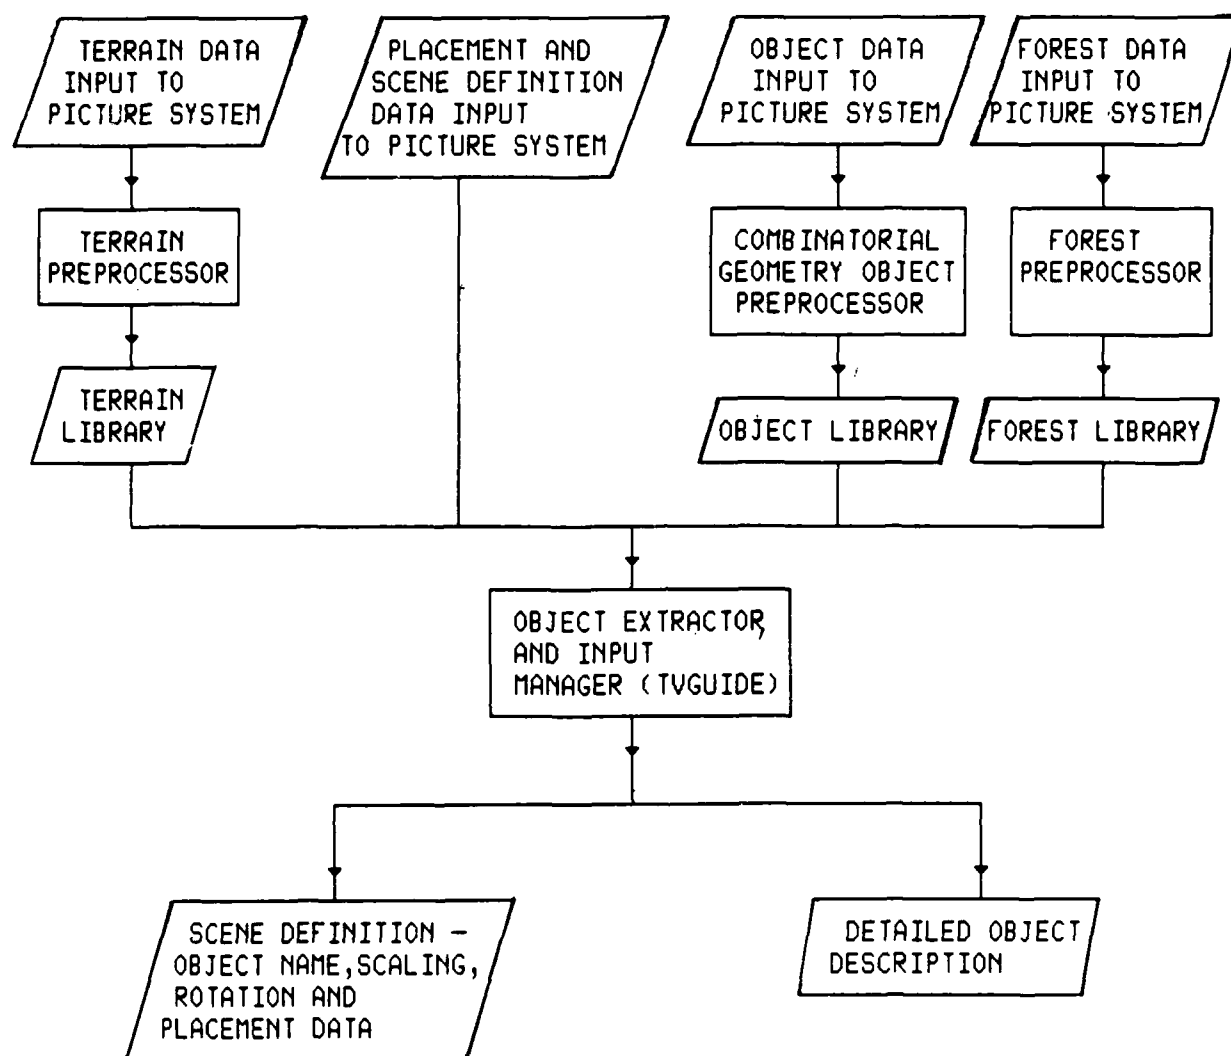 TERRAIN DATA
INPUT TO
PICTURE SYSTEM
PLACEMENT AND
SCENE DEFINITION
DATA INPUT
TO PICTURE SYSTEM
OBJECT DATA
INPUT TO
PICTURE SYSTEM
FOREST DATA
INPUT TO
PICTURE SYSTEM
TERRAIN
PREPROCESSOR
COMBINATORIAL
GEOMETRY OBJECT
PREPROCESSOR
FOREST
PREPROCESSOR
TERRAIN
LIBRARY
OBJECT LIBRARY
FOREST LIBRARY
OBJECT EXTRACTOR,
AND INPUT
MANAGER (TVGUIDE)
SCENE DEFINITION –
OBJECT NAME,SCALING,
ROTATION AND
PLACEMENT DATA
DETAILED OBJECT
DESCRIPTION